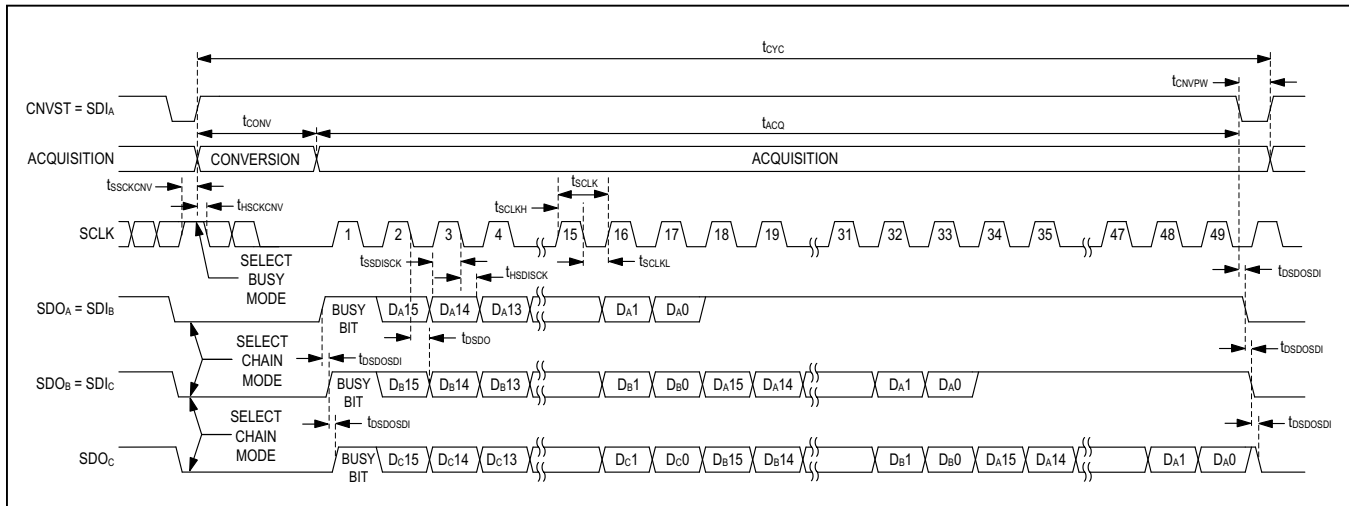 tCYC
tCNVPW
CNVST = SDIA
tCONV
tACQ
ACQUISITION
CONVERSION
ACQUISITION
tSSCKCNV
tHSCKCNV
tSCLK
tSCLKH
SCLK
1 2 3 4 15 16 17 18 19 31 32 33 34 35 47 48 49
SELECT
BUSY
MODE
tSSDISCK
tHSDISCK
tSCLKL
tDSDOSDI
SDOA = SDIB
BUSY
BIT
DA15 DA14 DA13 DA1 DA0
SELECT
CHAIN
MODE
tDSDOSDI
tDSDO
tDSDOSDI
SDOB = SDIC
BUSY
BIT
DB15 DB14 DB13 DB1 DB0 DA15 DA14 DA1 DA0
SELECT
CHAIN
MODE
tDSDOSDI
tDSDOSDI
SDOC
BUSY
BIT
DC15 DC14 DC13 DC1 DC0 DB15 DB14 DB1 DB0 DA15 DA14 DA1 DA0